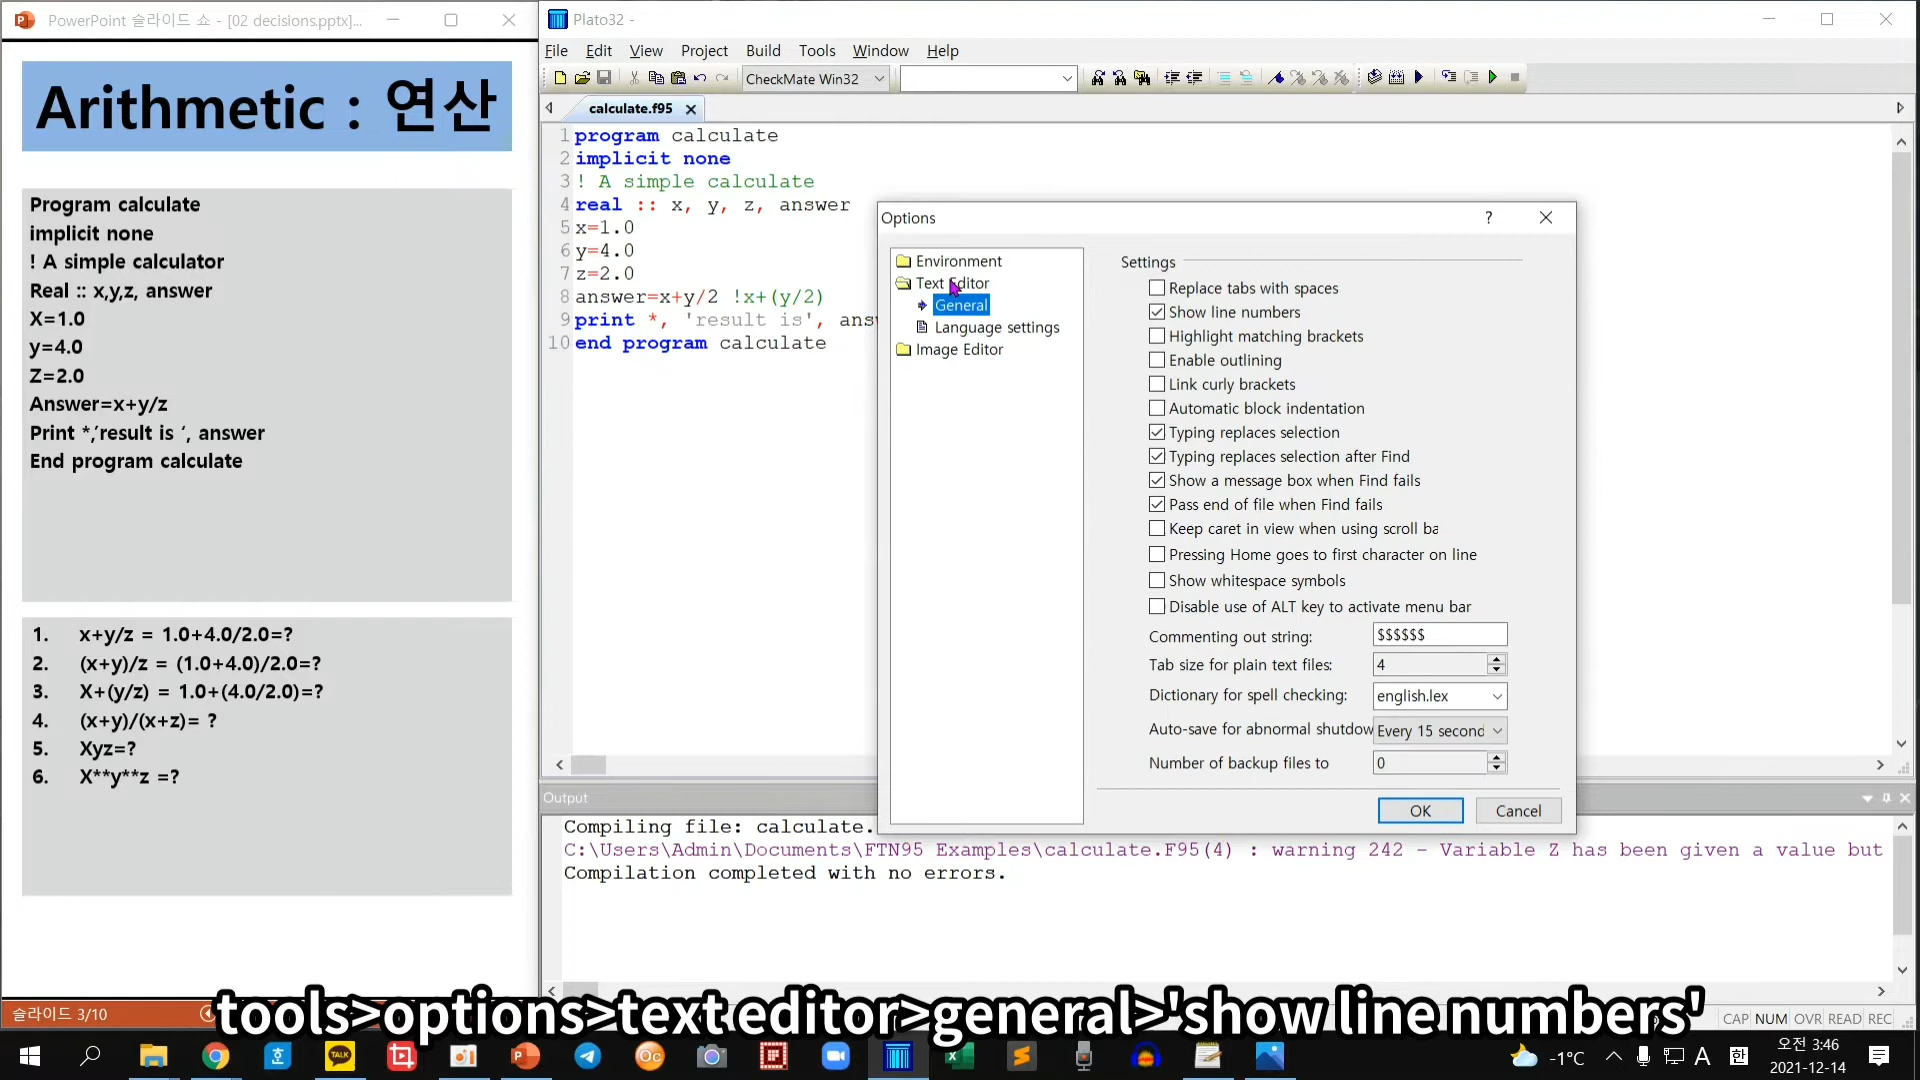 PowerPoint 슬라이드 쇼 - [02 decisions.pptx]...
Arithmetic : 연산
Program calculate
implicit none
! A simple calculator
Real :: x,y,z, answer
X=1.0
y=4.0
Z=2.0
Answer=x+y/z
Print *,'result is ', answer
End program calculate
1. x+y/z = 1.0+4.0/2.0=?
2. (x+y)/z = (1.0+4.0)/2.0=?
3. X+(y/z) = 1.0+(4.0/2.0)=?
4. (x+y)/(x+z)= ?
5. Xyz=?
6. X**y**z =?
슬라이드 3/10
Plato32 -
File Edit View Project Build Tools Window Help
CheckMate Win32
calculate.f95
1 program calculate
2 implicit none
3 ! A simple calculate
4 real :: x, y, z, answer
5 x=1.0
6 y=4.0
7 z=2.0
8 answer=x+y/2 !x+(y/2)
9 print *, 'result is', ans
10 end program calculate
Options
?
Environment
Text Editor
General
Language settings
Image Editor
Settings
Replace tabs with spaces
Show line numbers
Highlight matching brackets
Enable outlining
Link curly brackets
Automatic block indentation
Typing replaces selection
Typing replaces selection after Find
Show a message box when Find fails
Pass end of file when Find fails
Keep caret in view when using scroll ba
Pressing Home goes to first character on line
Show whitespace symbols
Disable use of ALT key to activate menu bar
Commenting out string: $$$$$$
Tab size for plain text files: 4
Dictionary for spell checking: english.lex
Auto-save for abnormal shutdow Every 15 second
Number of backup files to 0
OK Cancel
Output
Compiling file: calculate.
C:\Users\Admin\Documents\FTN95 Examples\calculate.F95(4) : warning 242 - Variable Z has been given a value but
Compilation completed with no errors.
tools>options>text editor>general>'show line numbers'
CAP NUM OVR READ REC
TALK
-1°C
A 한
오전 3:46
2021-12-14